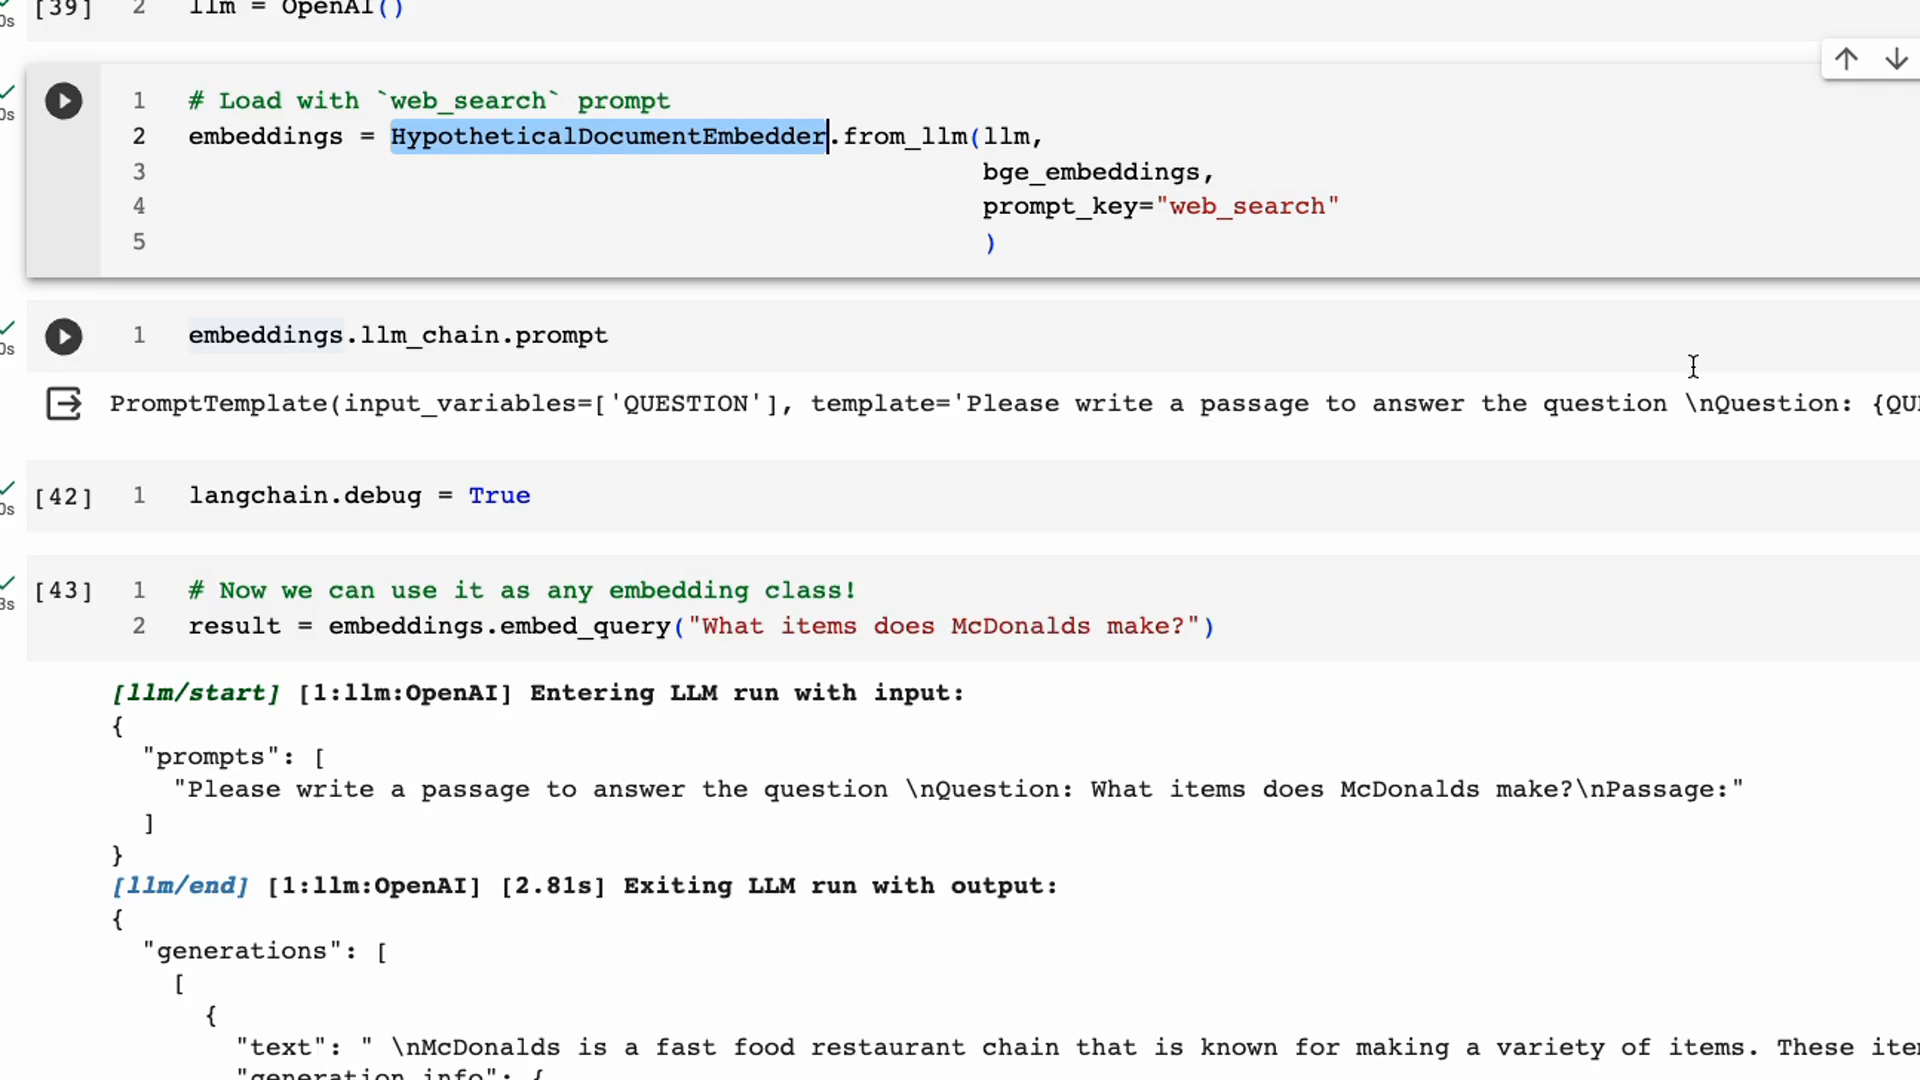 [39] 2 llm = OpenAI()
0s
1 # Load with `web_search` prompt
0s 2 embeddings = HypotheticalDocumentEmbedder.from_llm(llm,
3 bge_embeddings,
4 prompt_key="web_search"
5 )
1 embeddings.llm_chain.prompt
0s
PromptTemplate(input_variables=['QUESTION'], template='Please write a passage to answer the question \nQuestion: {QU
[42] 1 langchain.debug = True
0s
[43] 1 # Now we can use it as any embedding class!
3s 2 result = embeddings.embed_query("What items does McDonalds make?")
[llm/start] [1:llm:OpenAI] Entering LLM run with input:
{
"prompts": [
"Please write a passage to answer the question \nQuestion: What items does McDonalds make?\nPassage:"
]
}
[llm/end] [1:llm:OpenAI] [2.81s] Exiting LLM run with output:
{
"generations": [
[
{
"text": " \nMcDonalds is a fast food restaurant chain that is known for making a variety of items. These ite
"generation_info": {